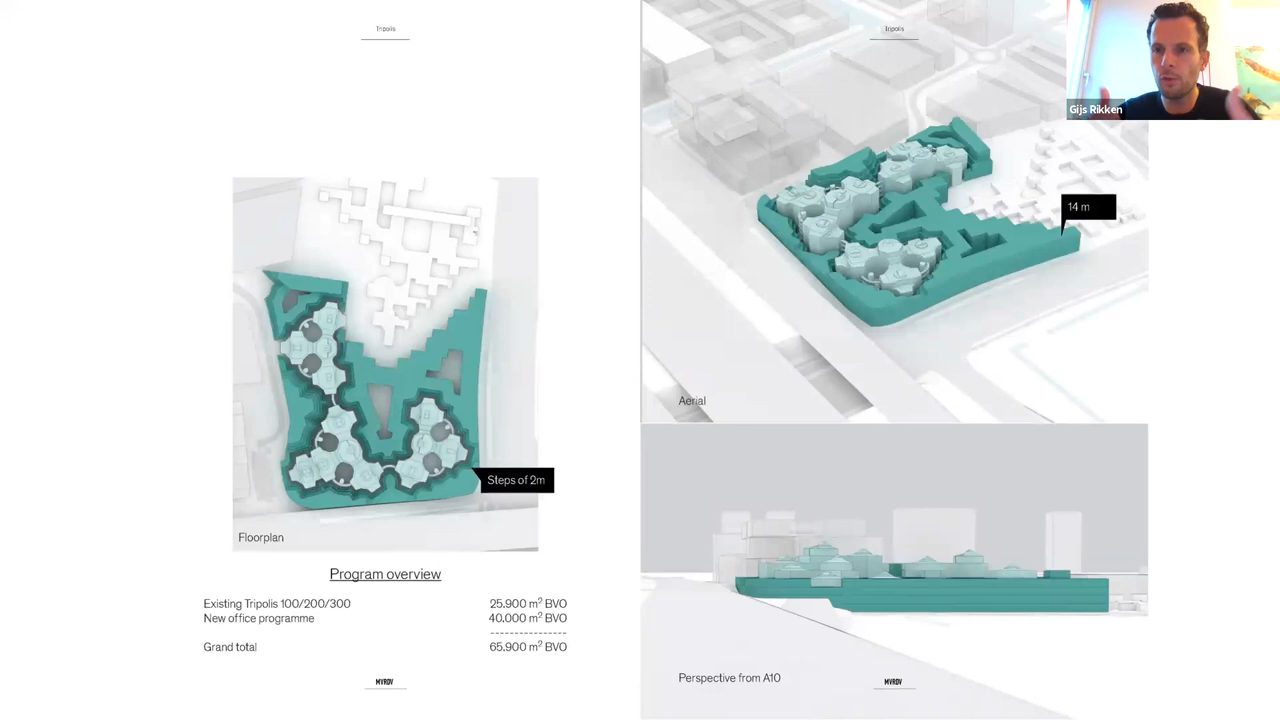 Tripolis
Steps of 2m
Floorplan
Program overview
Existing Tripolis 100/200/300 25.900 m² BVO
New office programme 40.000 m² BVO
----------------
Grand total 65.900 m² BVO
MVRDV
Tripolis
Gijs Rikken
14 m
Aerial
Perspective from A10
MVRDV